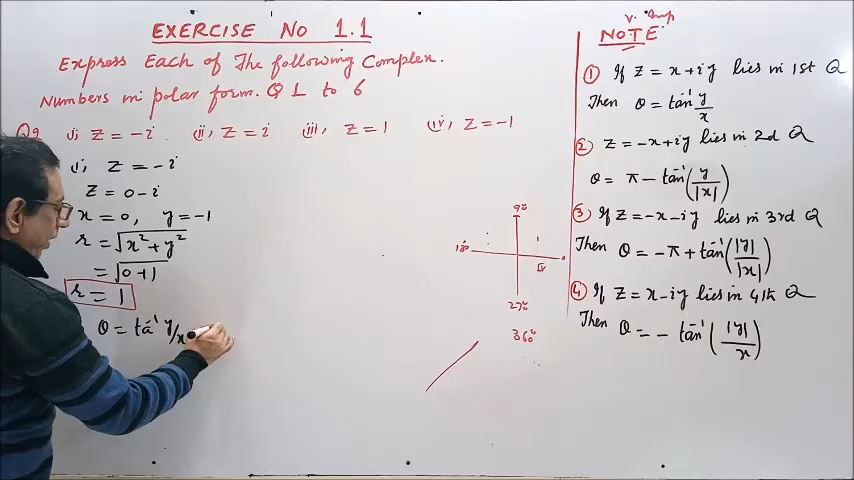 EXERCISE No 1.1
Express Each of The following Complex.
Numbers in polar form. Q 1 to 6
(i, Z = -i (ii, Z = i (iii, Z = 1 (iv, Z = -1
(i, Z = -i
Z = 0 - i
x = 0, y = -1
r = √x² + y²
= √0 + 1
r = 1
θ = tan⁻¹ y/x
90
180
IV
270
360°
v. Imp
NOTE
① If Z = x + iy lies in 1st Q
Then θ = tan⁻¹ y/x
② Z = -x + iy lies in 2d Q
θ = π - tan⁻¹(y/|x|)
③ If Z = -x - iy lies in 3rd Q
Then θ = -π + tan⁻¹(|y|/|x|)
④ If Z = x - iy lies in 4th Q
Then θ = - tan⁻¹(|y|/x)